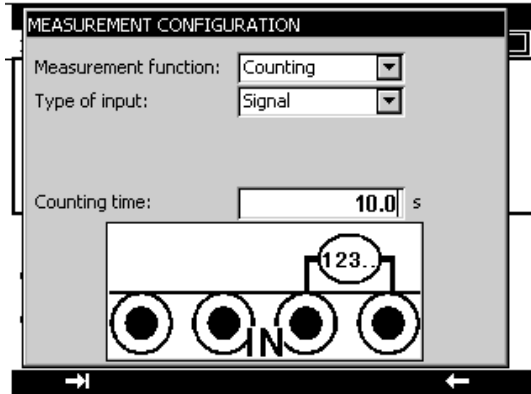 MEASUREMENT CONFIGURATION
Measurement function: Counting
Type of input: Signal
Counting time: 10.0 s
123..
IN